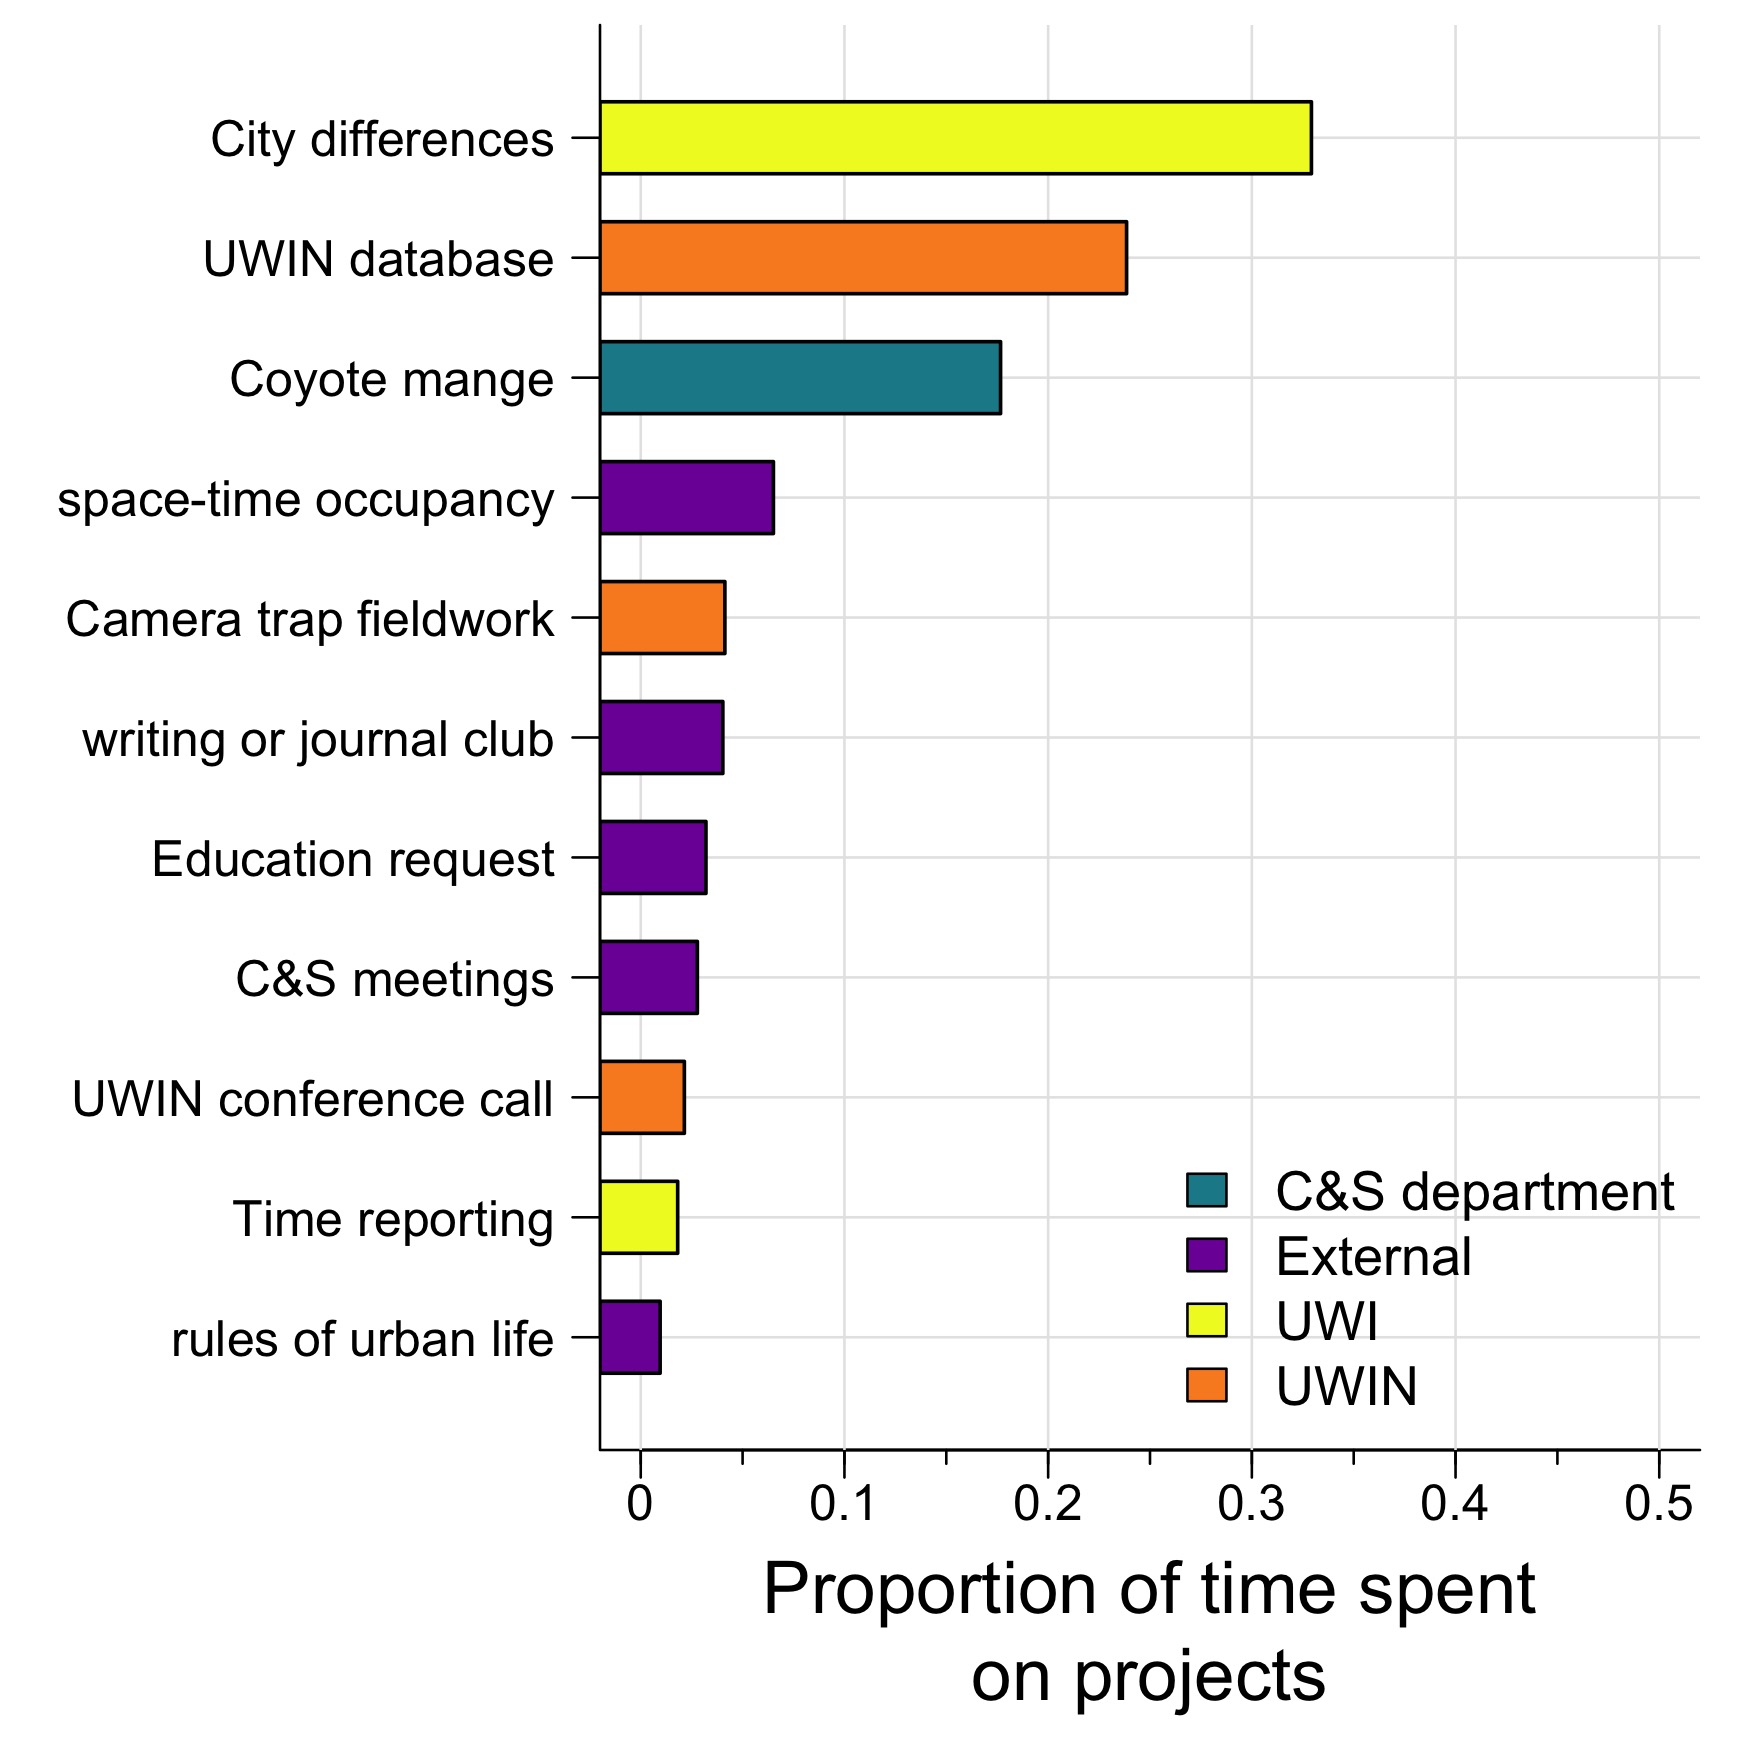 City differences
UWIN database
Coyote mange
space-time occupancy
Camera trap fieldwork
writing or journal club
Education request
C&S meetings
UWIN conference call
Time reporting
rules of urban life
C&S department
External
UWI
UWIN
0 0.1 0.2 0.3 0.4 0.5
Proportion of time spent
on projects